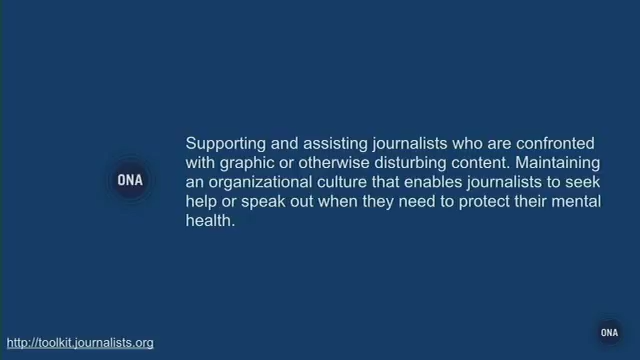 Supporting and assisting journalists who are confronted
with graphic or otherwise disturbing content. Maintaining
an organizational culture that enables journalists to seek
help or speak out when they need to protect their mental
health.
ONA
ONA
http://toolkit.journalists.org